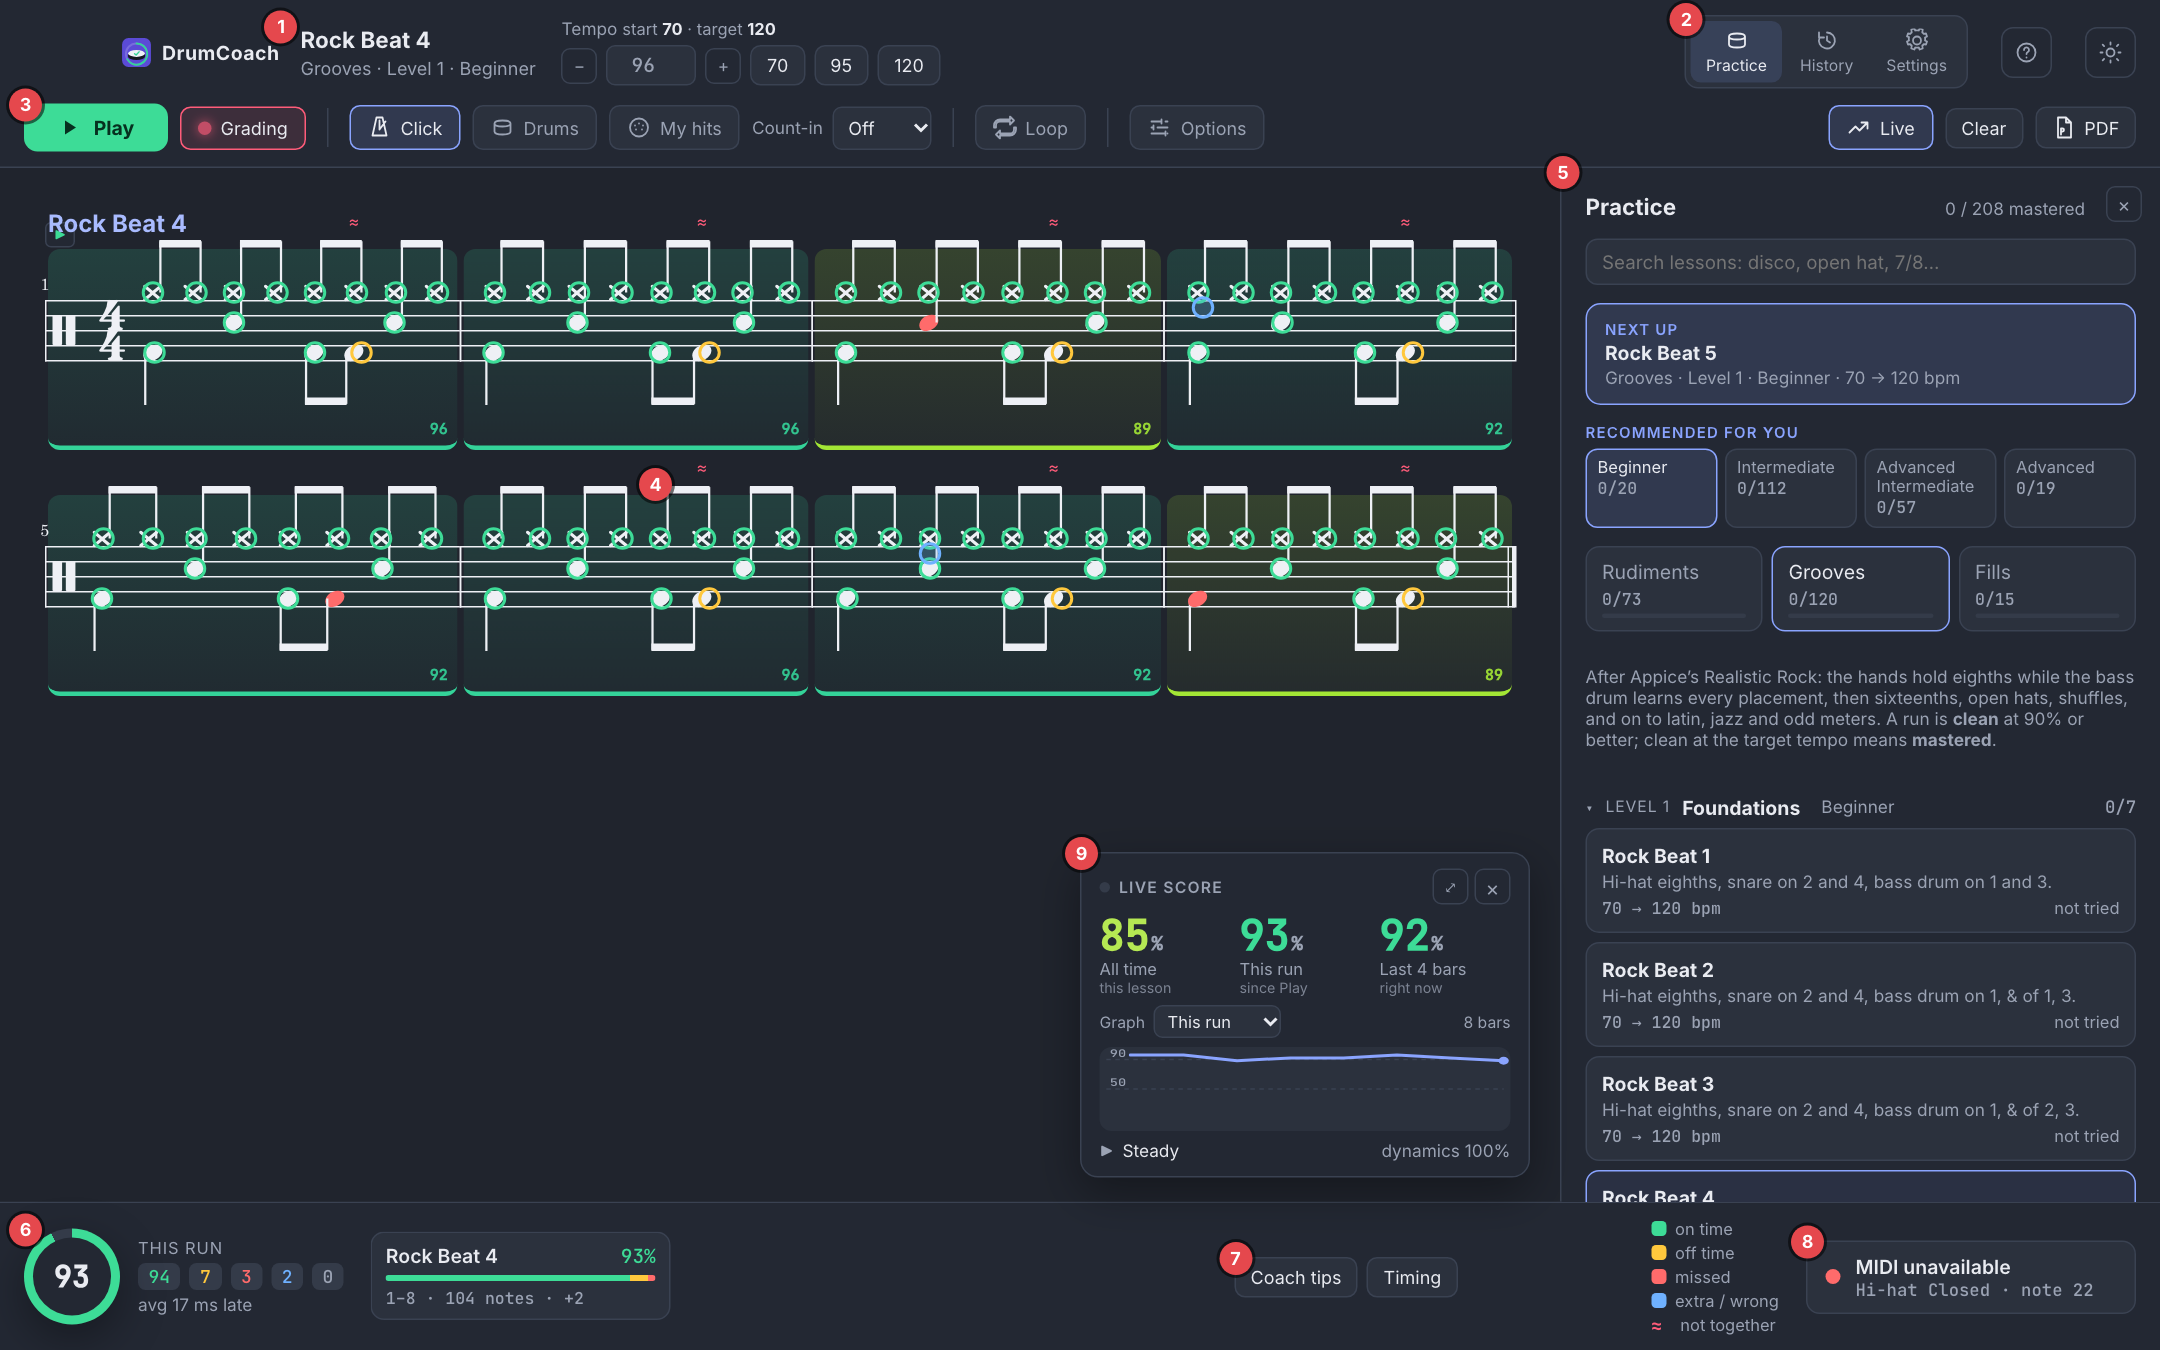 1
DrumCoach
Rock Beat 4
Grooves · Level 1 · Beginner
Tempo start 70 · target 120
− 96 + 70 95 120
2
Practice
History
Settings
3
Play
Grading
Click
Drums
My hits
Count-in
Off
Loop
Options
Live
Clear
PDF
Rock Beat 4
≈ ≈ ≈ ≈
1
4
4
96
96
89
92
≈ ≈ ≈
4
5
92
96
92
89
5
Practice
0 / 208 mastered
×
Search lessons: disco, open hat, 7/8...
NEXT UP
Rock Beat 5
Grooves · Level 1 · Beginner · 70 → 120 bpm
RECOMMENDED FOR YOU
Beginner
0/20
Intermediate
0/112
Advanced
Intermediate
0/57
Advanced
0/19
Rudiments
0/73
Grooves
0/120
Fills
0/15
After Appice's Realistic Rock: the hands hold eighths while the bass
drum learns every placement, then sixteenths, open hats, shuffles,
and on to latin, jazz and odd meters. A run is clean at 90% or
better; clean at the target tempo means mastered.
LEVEL 1 Foundations Beginner 0/7
Rock Beat 1
Hi-hat eighths, snare on 2 and 4, bass drum on 1 and 3.
70 → 120 bpm not tried
Rock Beat 2
Hi-hat eighths, snare on 2 and 4, bass drum on 1, & of 1, 3.
70 → 120 bpm not tried
Rock Beat 3
Hi-hat eighths, snare on 2 and 4, bass drum on 1, & of 2, 3.
70 → 120 bpm not tried
Rock Beat 4
9
LIVE SCORE
×
85%
All time
this lesson
93%
This run
since Play
92%
Last 4 bars
right now
Graph This run 8 bars
90
50
Steady dynamics 100%
6
93
THIS RUN
94 7 3 2 0
avg 17 ms late
Rock Beat 4 93%
1–8 · 104 notes · +2
7
Coach tips
Timing
on time
off time
missed
extra / wrong
≈ not together
8
MIDI unavailable
Hi-hat Closed · note 22